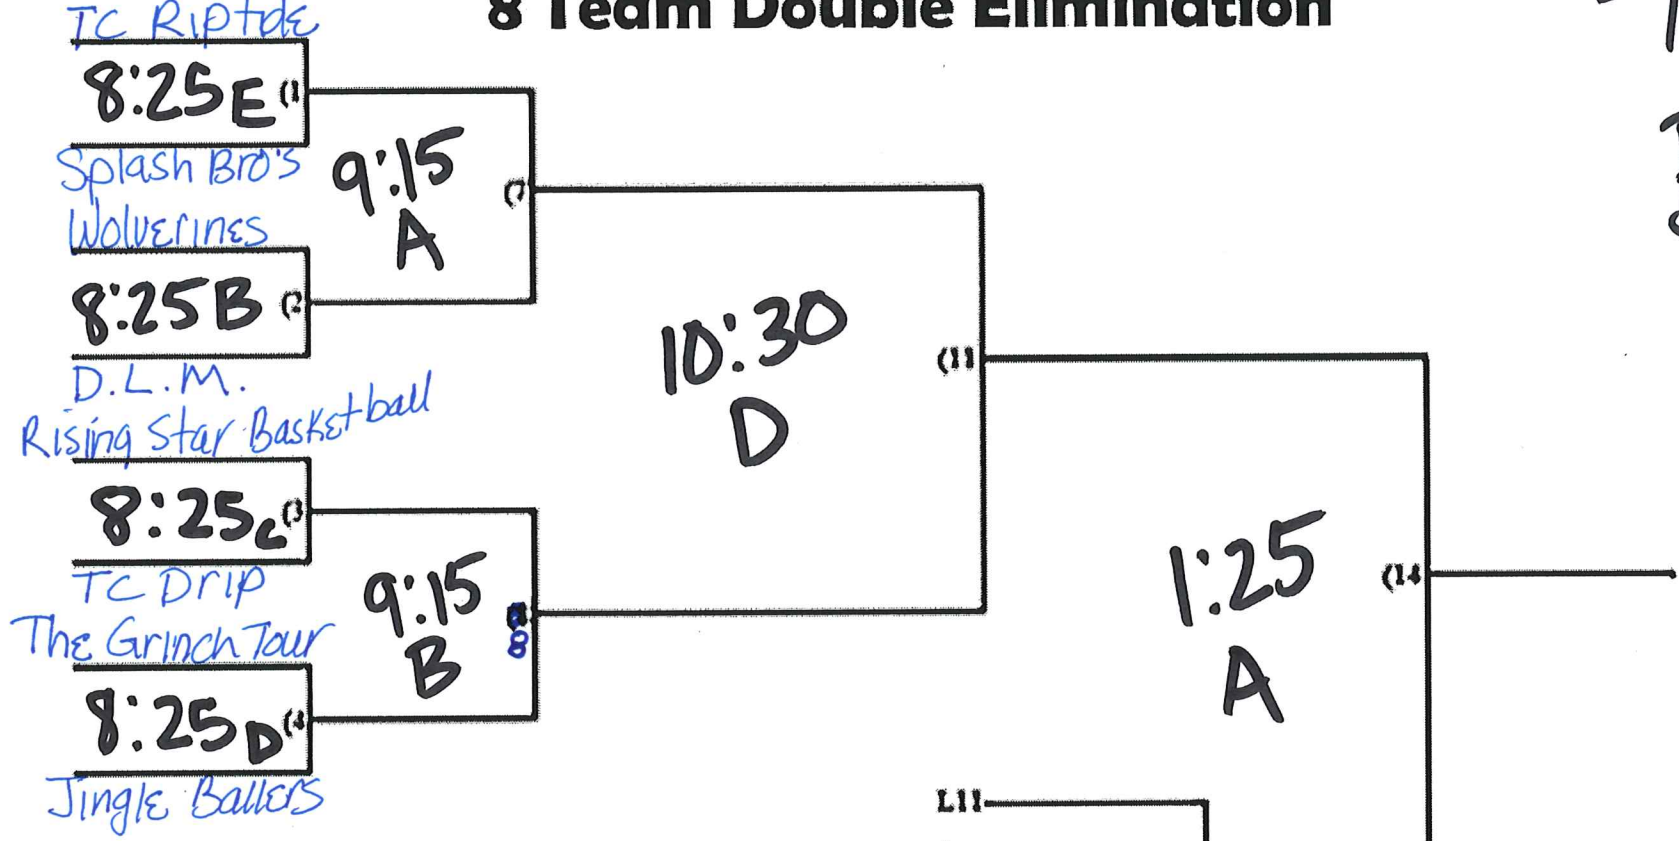 8 Team Double Elimination
TC Riptide
8:25 E (1
Splash Bro's
9:15
A
(7
Wolverines
8:25 B (2
D.L.M.
10:30
D
(11
Rising Star Basketball
8:25 C (3
TC Drip
9:15
B
8
The Grinch Tour
8:25 D (4
Jingle Ballers
1:25
A
(14
L11